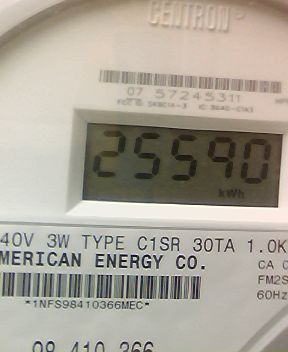 CENTRON
07 57245311
25590
kWh
40V 3W TYPE C1SR 30TA 1.0K
MERICAN ENERGY CO.
CA 0
FM2S
60Hz
*1NFS98410366MEC*
98 410 366